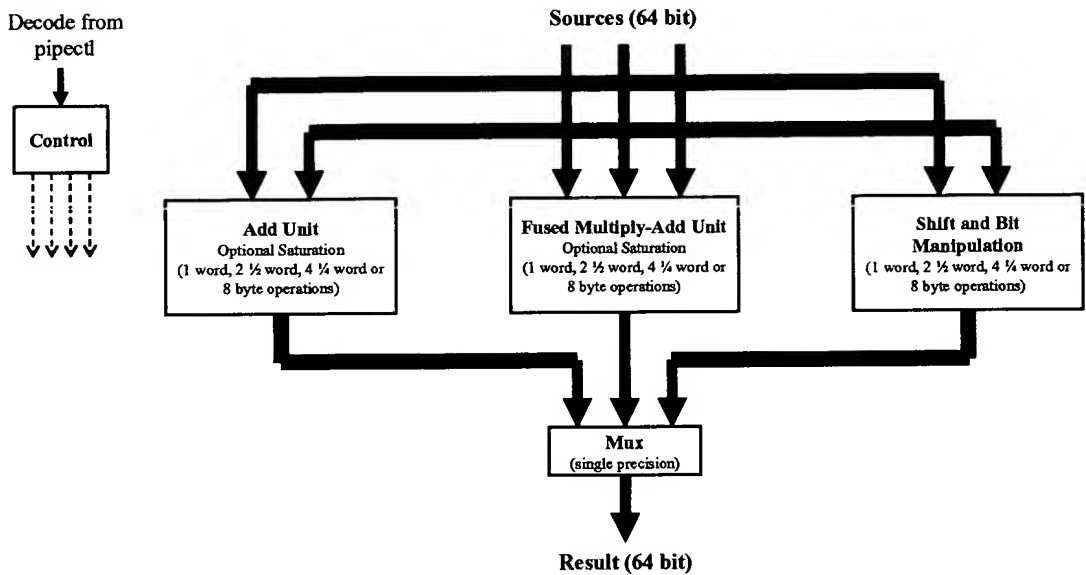 Decode from
pipectl
Control
Sources (64 bit)
Add Unit
Optional Saturation
(1 word, 2 ½ word, 4 ¼ word or
8 byte operations)
Fused Multiply-Add Unit
Optional Saturation
(1 word, 2 ½ word, 4 ¼ word or
8 byte operations)
Shift and Bit
Manipulation
(1 word, 2 ½ word, 4 ¼ word or
8 byte operations)
Mux
(single precision)
Result (64 bit)